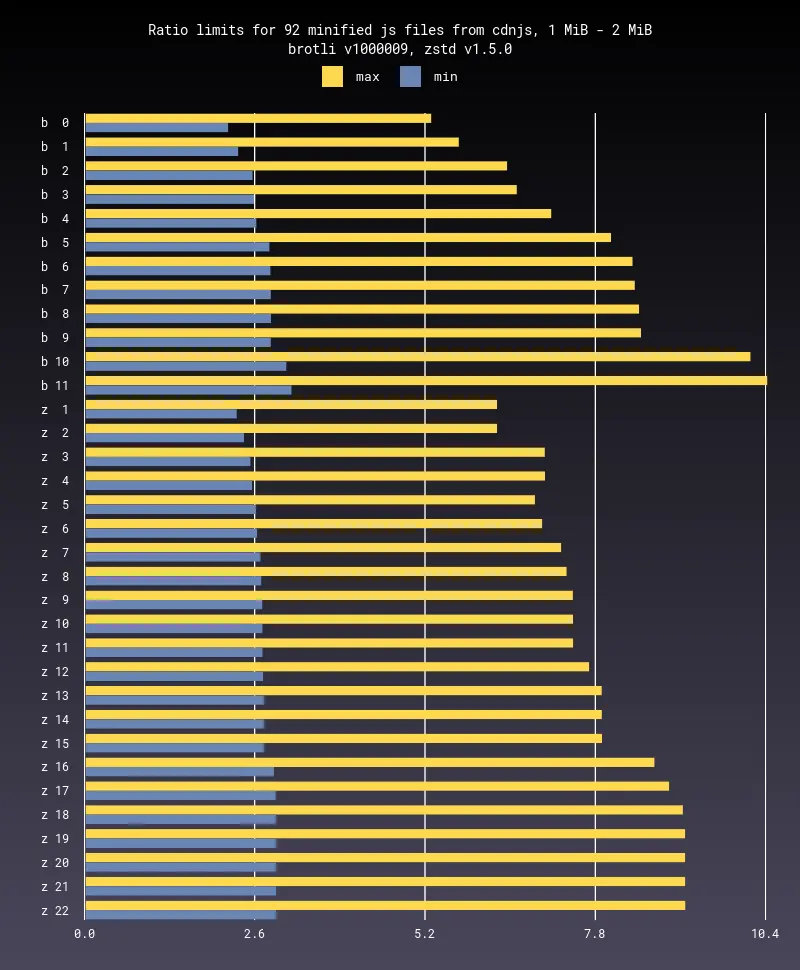 Ratio limits for 92 minified js files from cdnjs, 1 MiB - 2 MiB
brotli v1000009, zstd v1.5.0
max min
b 0
b 1
b 2
b 3
b 4
b 5
b 6
b 7
b 8
b 9
b 10
b 11
z 1
z 2
z 3
z 4
z 5
z 6
z 7
z 8
z 9
z 10
z 11
z 12
z 13
z 14
z 15
z 16
z 17
z 18
z 19
z 20
z 21
z 22
0.0 2.6 5.2 7.8 10.4